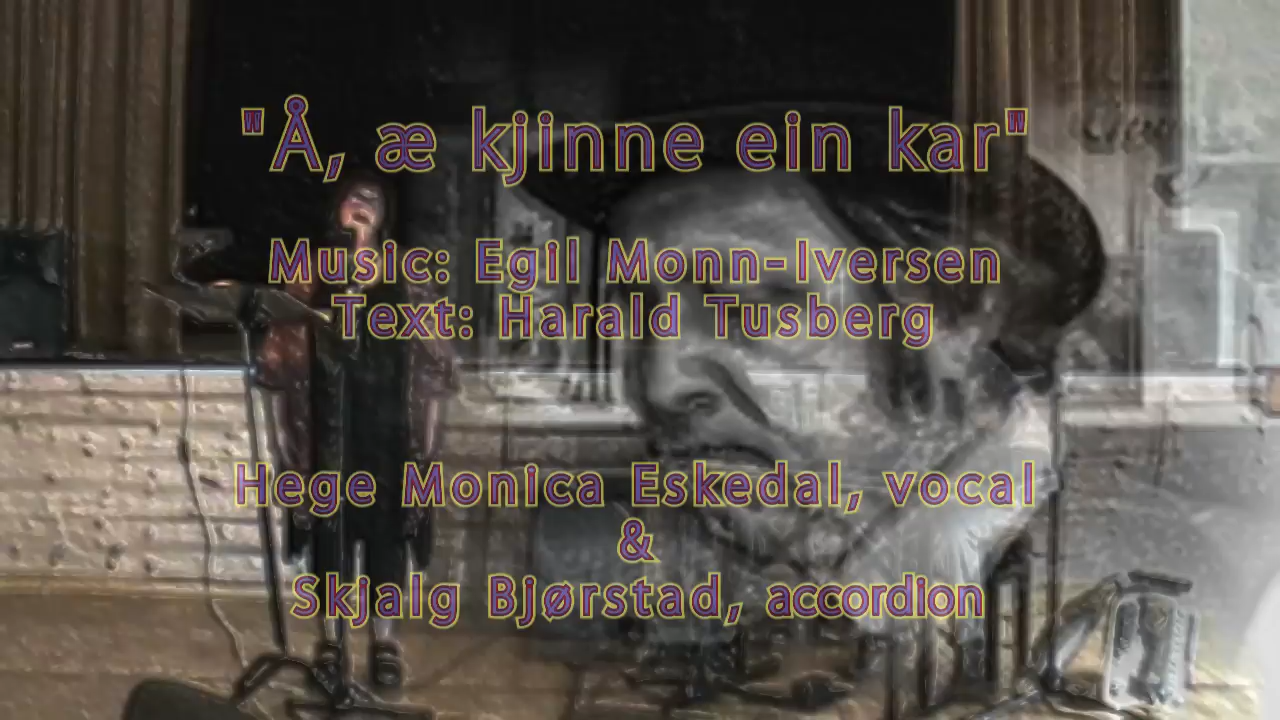 "Å, æ kjinne ein kar"
Music: Egil Monn-Iversen
Text: Harald Tusberg
Hege Monica Eskedal, vocal
&
Skjalg Bjørstad, accordion